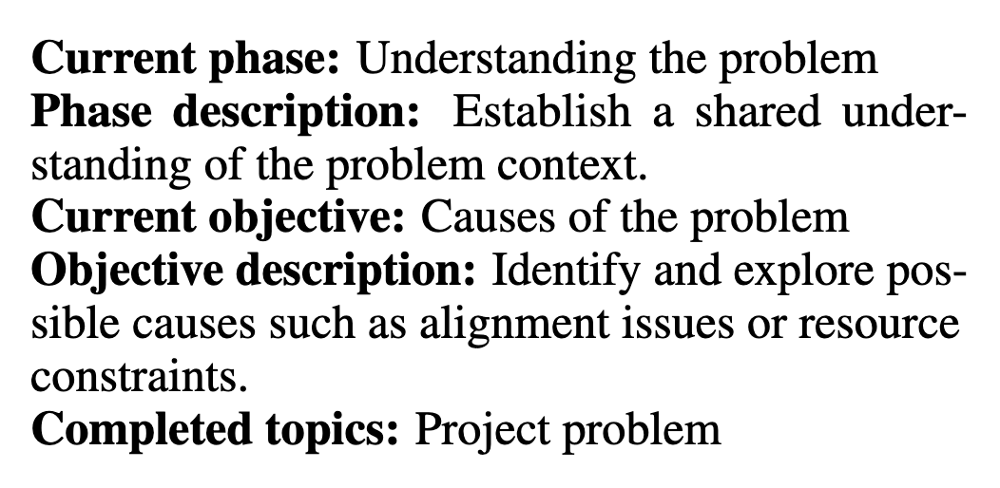 Current phase: Understanding the problem
Phase description: Establish a shared under-
standing of the problem context.
Current objective: Causes of the problem
Objective description: Identify and explore pos-
sible causes such as alignment issues or resource
constraints.
Completed topics: Project problem